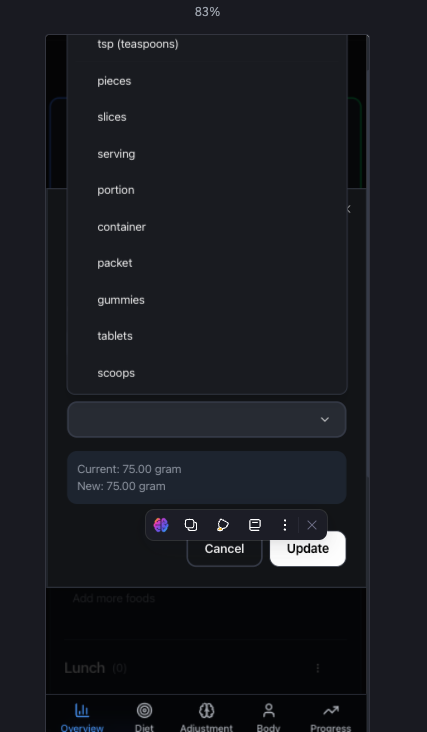 83%
tsp (teaspoons)
pieces
slices
serving
portion
container
packet
gummies
tablets
scoops
Current: 75.00 gram
New: 75.00 gram
Cancel
Update
Add more foods
Lunch (0)
Overview
Diet
Adjustment
Body
Progress